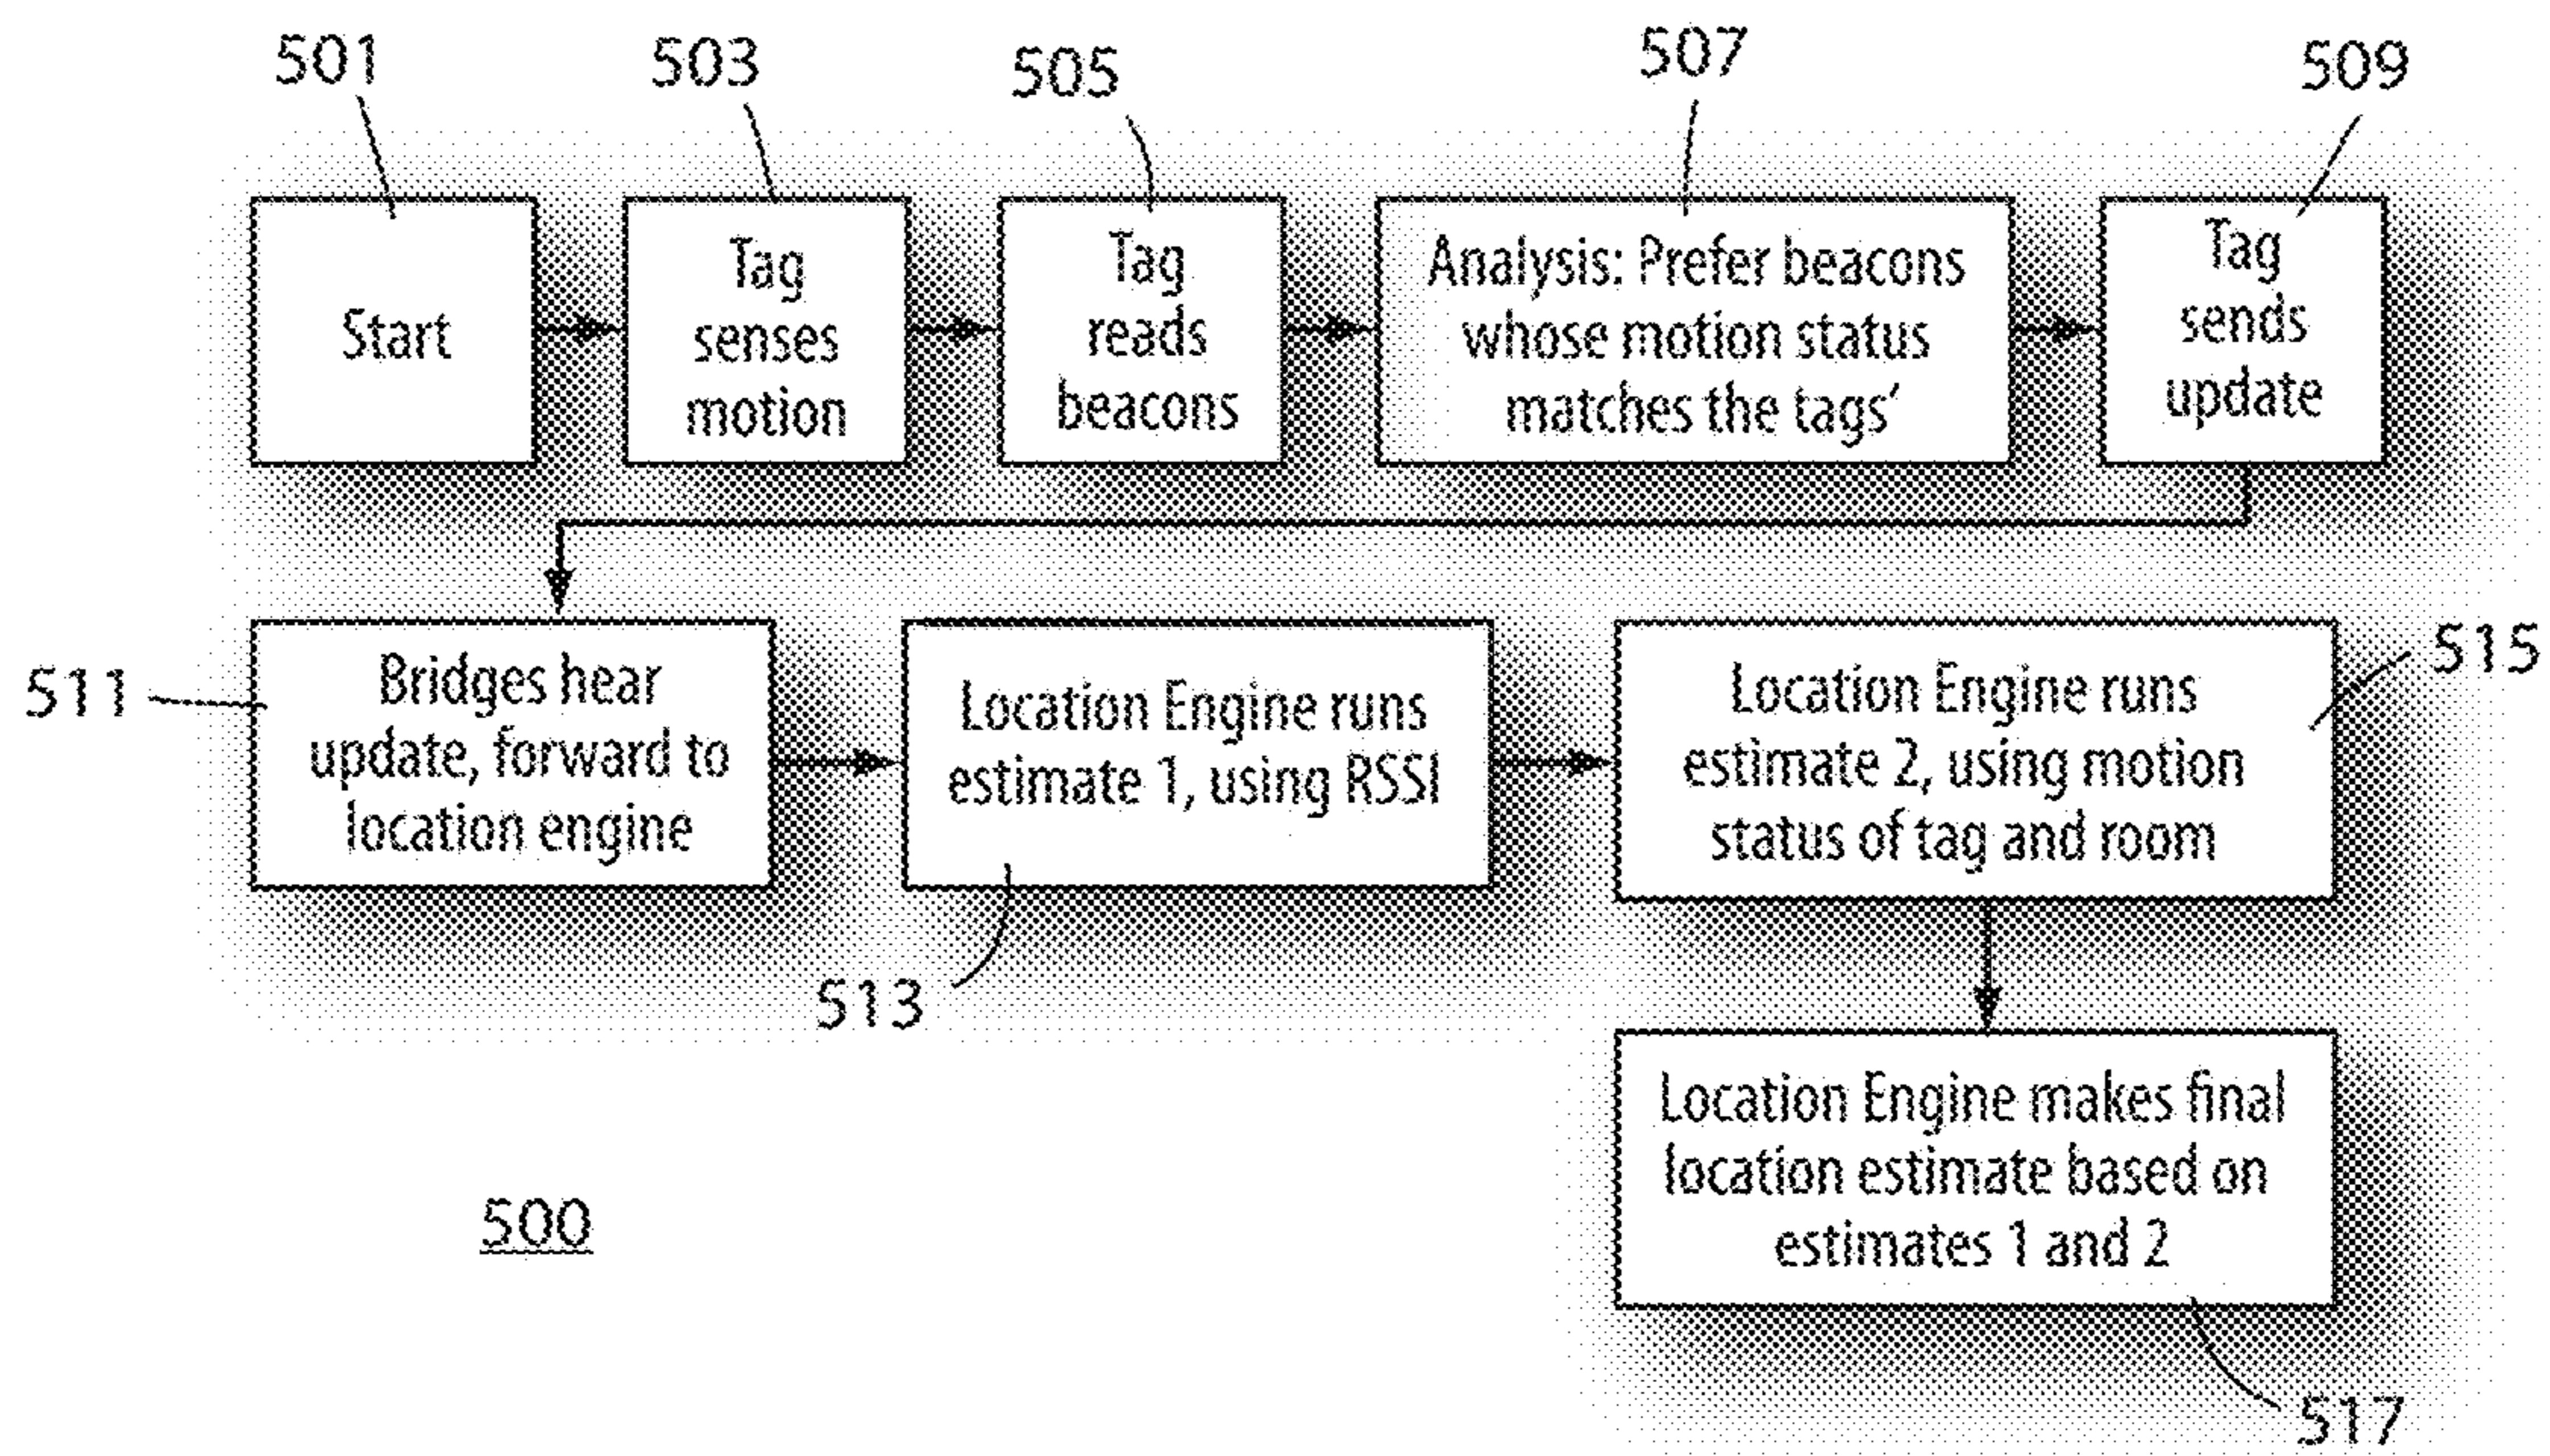 501
503
505
507
509
Start
Tag
senses
motion
Tag
reads
beacons
Analysis: Prefer beacons
whose motion status
matches the tags'
Tag
sends
update
511
Bridges hear
update, forward to
location engine
Location Engine runs
estimate 1, using RSSI
513
Location Engine runs
estimate 2, using motion
status of tag and room
515
Location Engine makes final
location estimate based on
estimates 1 and 2
517
500